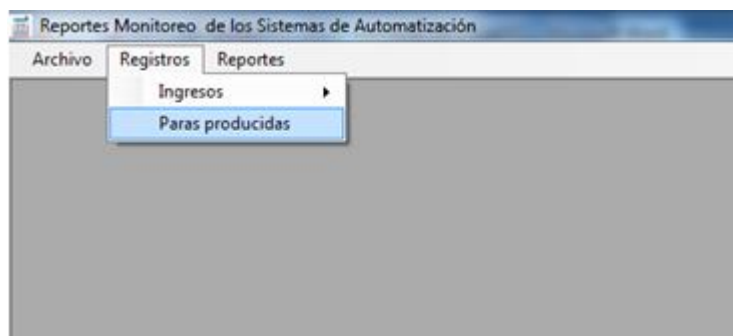 Reportes Monitoreo de los Sistemas de Automatización
Archivo Registros Reportes
Ingresos
Paras producidas